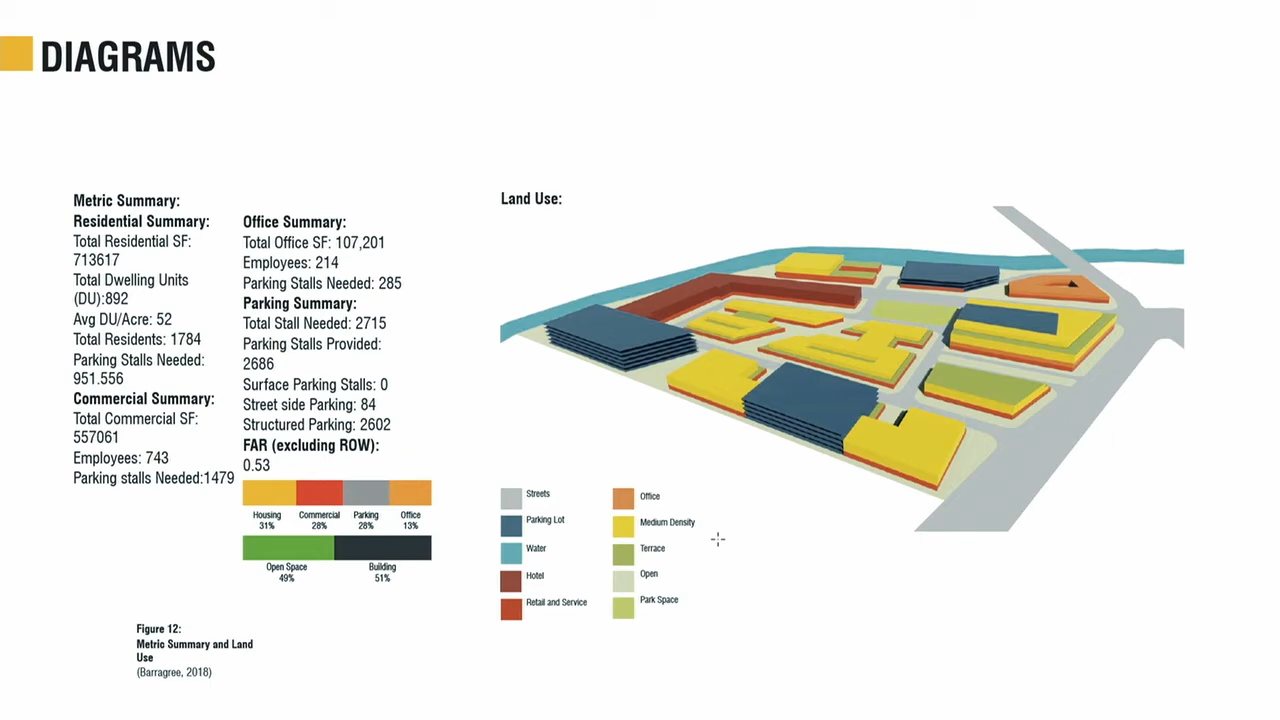 DIAGRAMS
Metric Summary:
Residential Summary:
Total Residential SF:
713617
Total Dwelling Units
(DU):892
Avg DU/Acre: 52
Total Residents: 1784
Parking Stalls Needed:
951.556
Commercial Summary:
Total Commercial SF:
557061
Employees: 743
Parking stalls Needed:1479
Office Summary:
Total Office SF: 107,201
Employees: 214
Parking Stalls Needed: 285
Parking Summary:
Total Stall Needed: 2715
Parking Stalls Provided:
2686
Surface Parking Stalls: 0
Street side Parking: 84
Structured Parking: 2602
FAR (excluding ROW):
0.53
Housing Commercial Parking Office
31% 28% 28% 13%
Open Space Building
49% 51%
Figure 12:
Metric Summary and Land
Use
(Barragree, 2018)
Land Use:
Streets
Parking Lot
Water
Hotel
Retail and Service
Office
Medium Density
Terrace
Open
Park Space